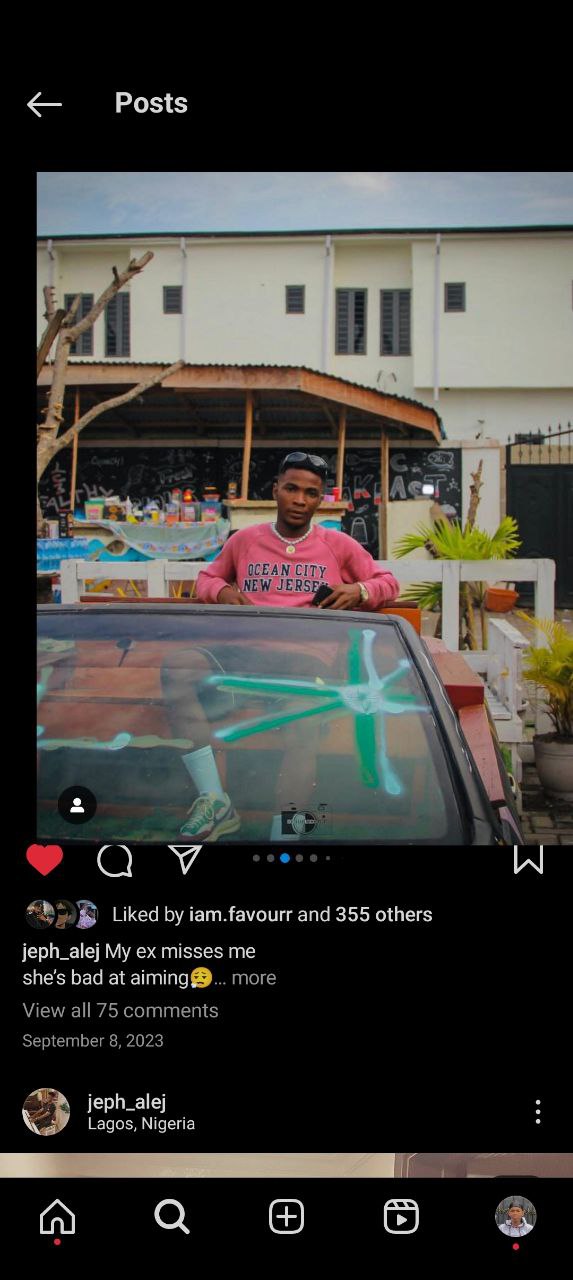 Posts
OCEAN CITY
NEW JERSEY
Liked by iam.favourr and 355 others
jeph_alej My ex misses me
she's bad at aiming😮‍💨... more
View all 75 comments
September 8, 2023
jeph_alej
Lagos, Nigeria